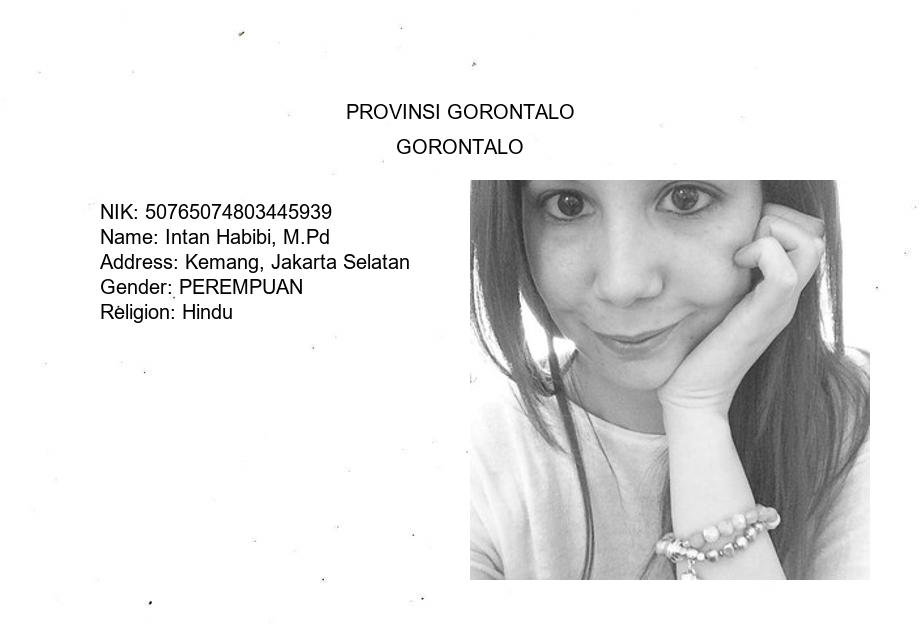 PROVINSI GORONTALO
GORONTALO
NIK: 50765074803445939
Name: Intan Habibi, M.Pd
Address: Kemang, Jakarta Selatan
Gender: PEREMPUAN
Religion: Hindu